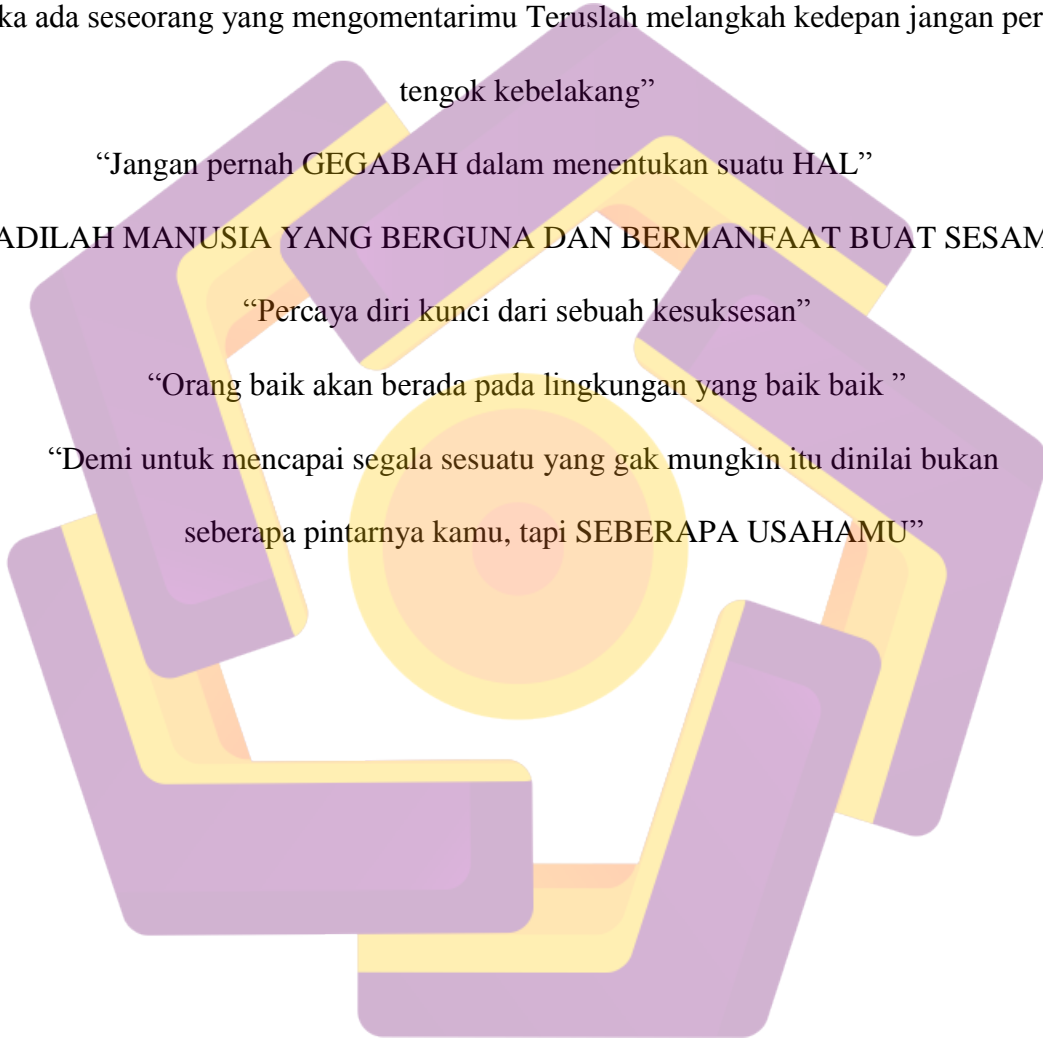 ka ada seseorang yang mengomentarimu Teruslah melangkah kedepan jangan per
tengok kebelakang”
“Jangan pernah GEGABAH dalam menentukan suatu HAL”
ADILAH MANUSIA YANG BERGUNA DAN BERMANFAAT BUAT SESAM
“Percaya diri kunci dari sebuah kesuksesan”
“Orang baik akan berada pada lingkungan yang baik baik ”
“Demi untuk mencapai segala sesuatu yang gak mungkin itu dinilai bukan
seberapa pintarnya kamu, tapi SEBERAPA USAHAMU”